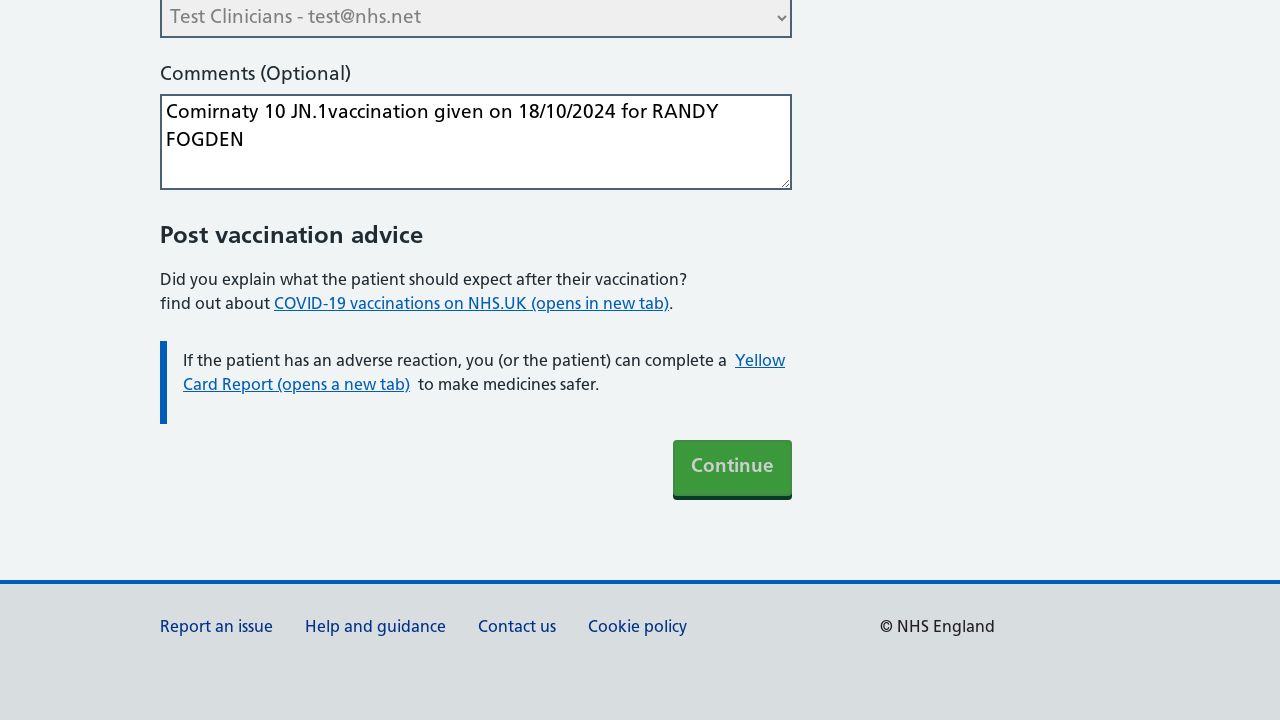 Test Clinicians - test@nhs.net
Comments (Optional)
Comirnaty 10 JN.1vaccination given on 18/10/2024 for RANDY
FOGDEN
Post vaccination advice
Did you explain what the patient should expect after their vaccination?
find out about COVID-19 vaccinations on NHS.UK (opens in new tab).
If the patient has an adverse reaction, you (or the patient) can complete a Yellow
Card Report (opens a new tab) to make medicines safer.
Continue
Report an issue Help and guidance Contact us Cookie policy © NHS England